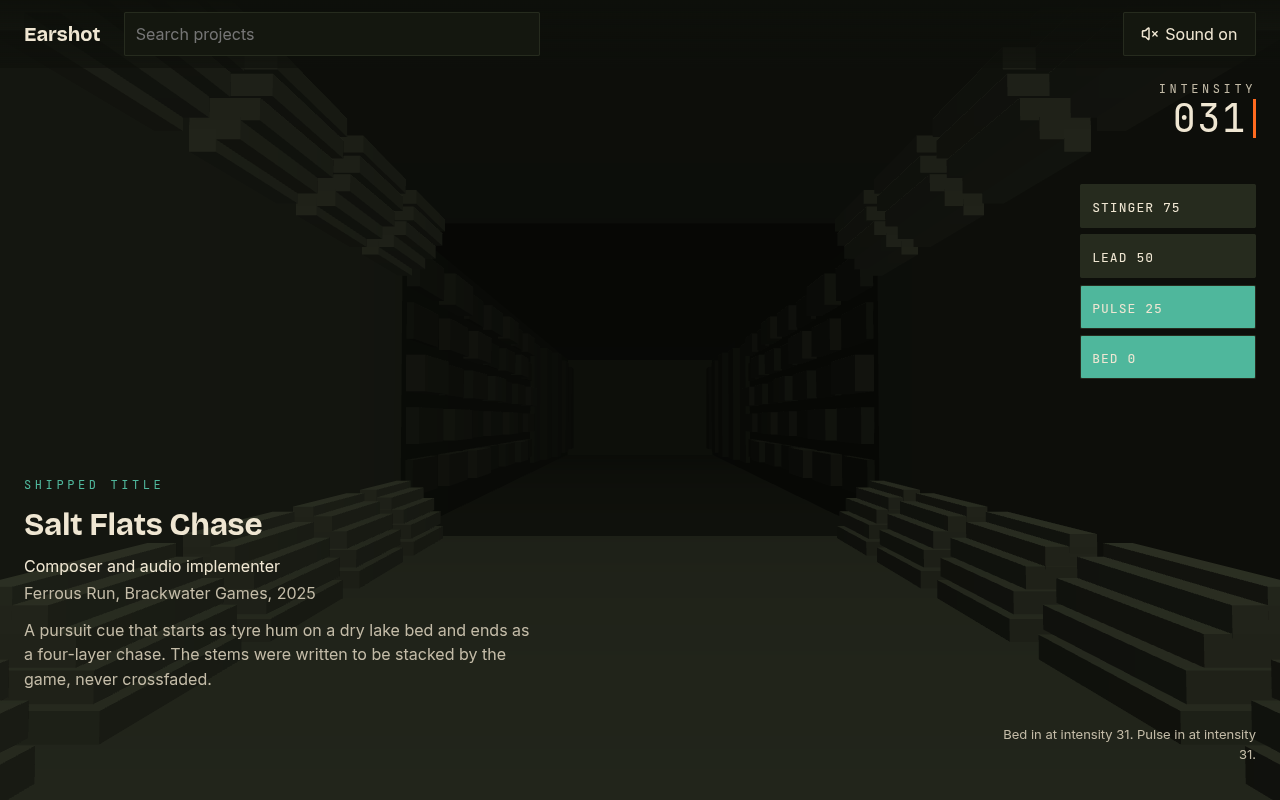 Earshot
Search projects
Sound on
INTENSITY
031
STINGER 75
LEAD 50
PULSE 25
BED 0
SHIPPED TITLE
Salt Flats Chase
Composer and audio implementer
Ferrous Run, Brackwater Games, 2025
A pursuit cue that starts as tyre hum on a dry lake bed and ends as
a four-layer chase. The stems were written to be stacked by the
game, never crossfaded.
Bed in at intensity 31. Pulse in at intensity
31.